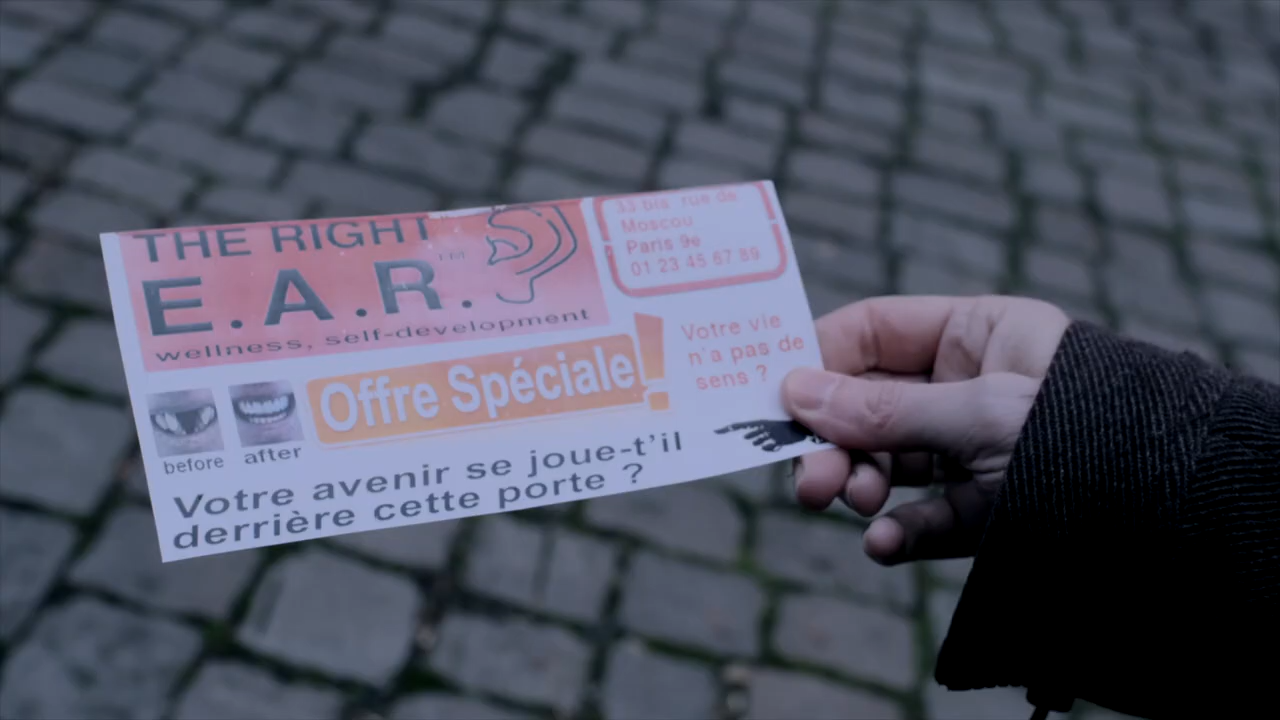 THE RIGHT
E.A.R.™
wellness, self-development
33 bis rue de
Moscou
Paris 9e
01 23 45 67 89
Offre Spéciale!
Votre vie
n'a pas de
sens ?
before after
Votre avenir se joue-t'il
derrière cette porte ?